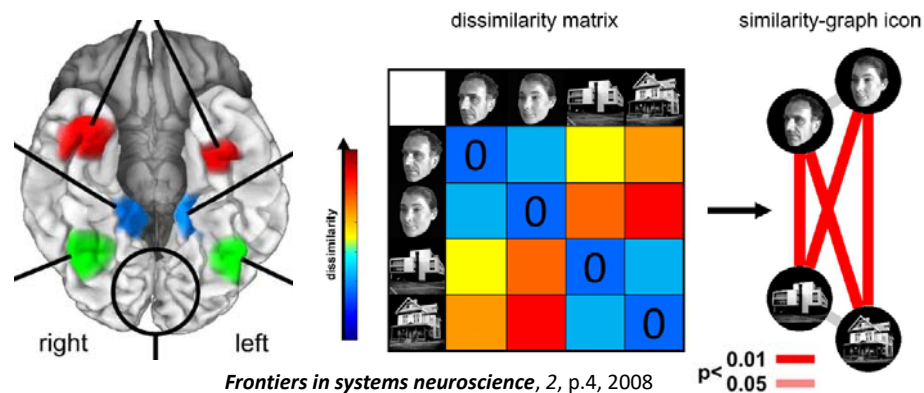 dissimilarity matrix
similarity-graph icon
dissimilarity
0
0
0
0
right
left
p<
0.01
0.05
Frontiers in systems neuroscience, 2, p.4, 2008